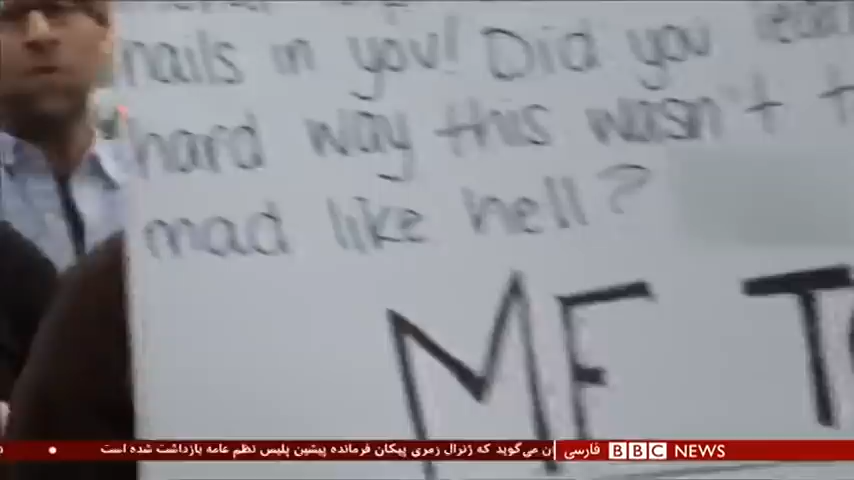 nails in you! Did you
hard way this wasn't
mad like hell?
ME
ن می‌گوید که ژنرال زمری پیکان فرمانده پیشین پلیس نظم عامه بازداشت شده است
فارسی BBC NEWS